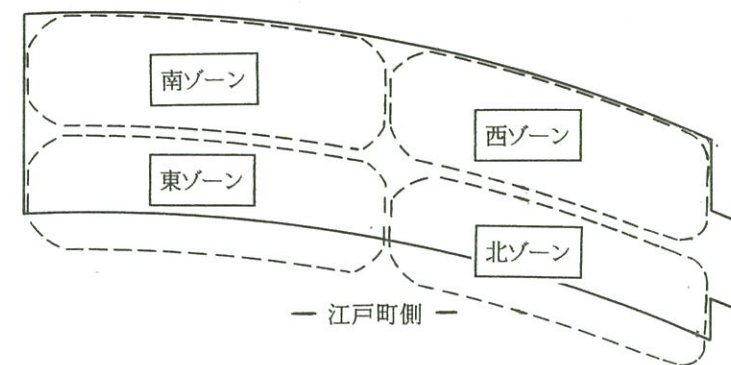 南ゾーン
西ゾーン
東ゾーン
北ゾーン
— 江戸町側 —